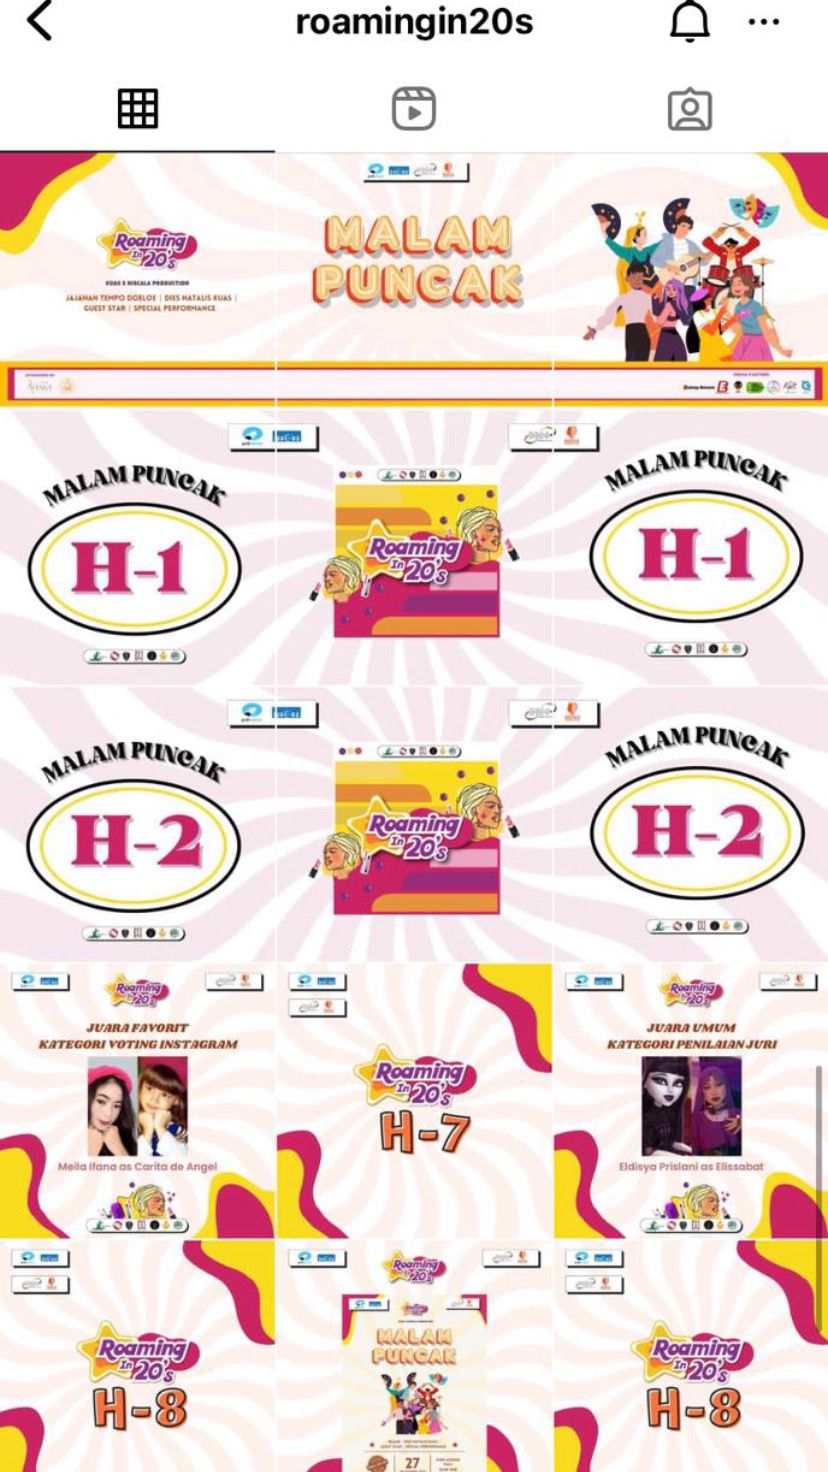 roamingin20s
Roaming
In 20's
KUAS X NISCALA PRODUCTION
JAJANAN TEMPO DOELOE | DIES NATALIS KUAS |
GUEST STAR | SPECIAL PERFORMANCE
MALAM
PUNCAK
MEDIA PARTNER
MALAM PUNCAK
H-1
Roaming
In 20's
MALAM PUNCAK
H-1
MALAM PUNCAK
H-2
Roaming
In 20's
MALAM PUNCAK
H-2
Roaming
In 20's
JUARA FAVORIT
KATEGORI VOTING INSTAGRAM
Meila Ifana as Carita de Angel
Roaming
In 20's
H-7
Roaming
In 20's
JUARA UMUM
KATEGORI PENILAIAN JURI
Eldisya Prislani as Elissabat
Roaming
In 20's
H-8
Roaming
In 20's
MALAM
PUNCAK
27
Roaming
In 20's
H-8